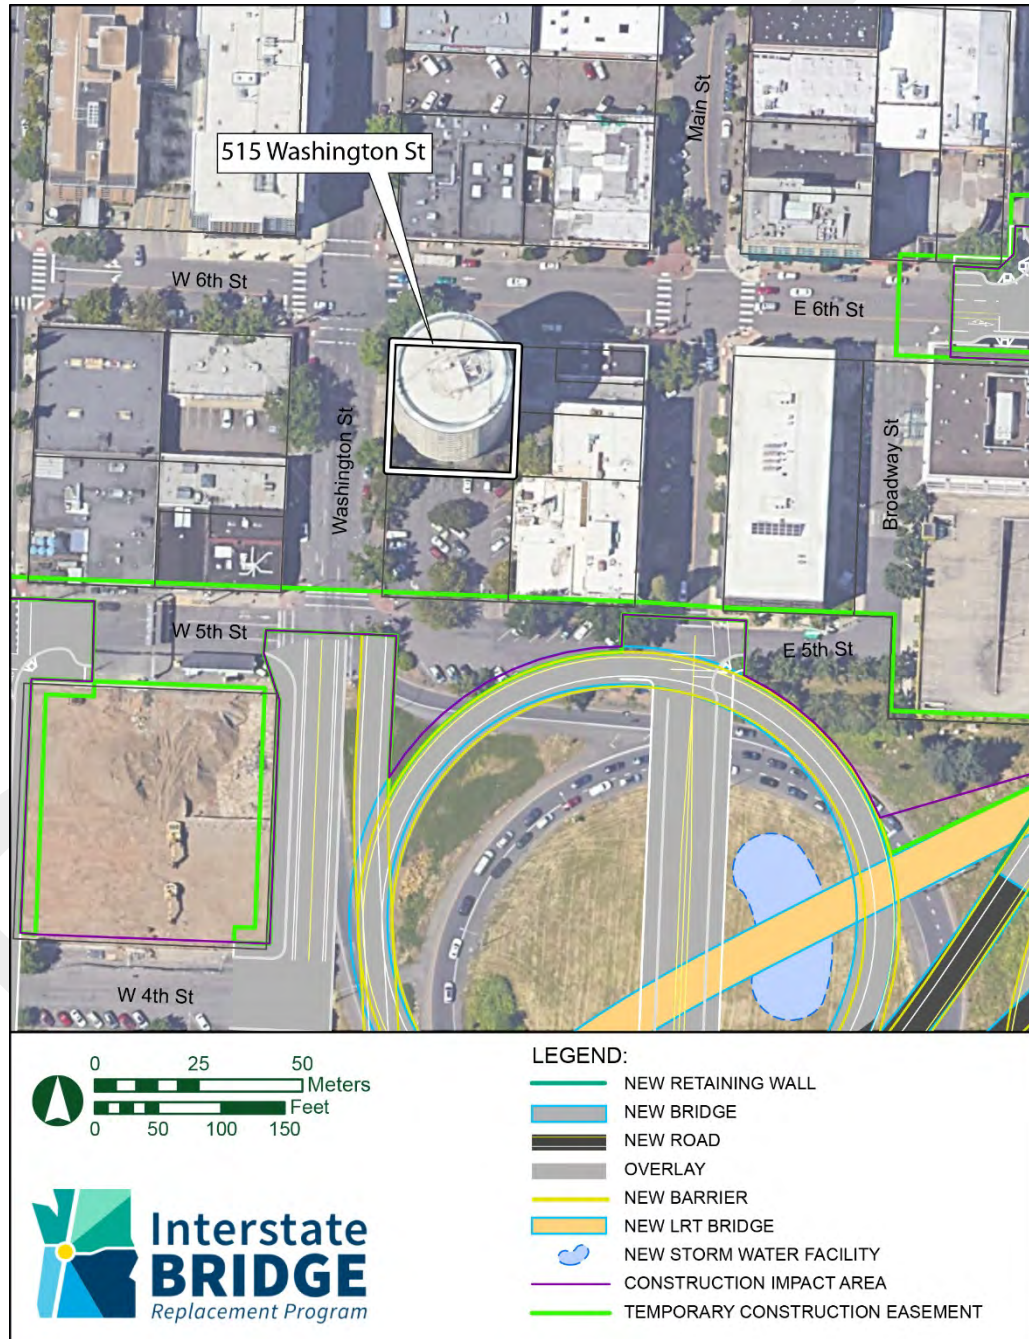 Main St
515 Washington St
W 6th St
E 6th St
Washington St
Broadway St
W 5th St
E 5th St
W 4th St
0 25 50
Meters
Feet
0 50 100 150
Interstate
BRIDGE
Replacement Program
LEGEND:
NEW RETAINING WALL
NEW BRIDGE
NEW ROAD
OVERLAY
NEW BARRIER
NEW LRT BRIDGE
NEW STORM WATER FACILITY
CONSTRUCTION IMPACT AREA
TEMPORARY CONSTRUCTION EASEMENT